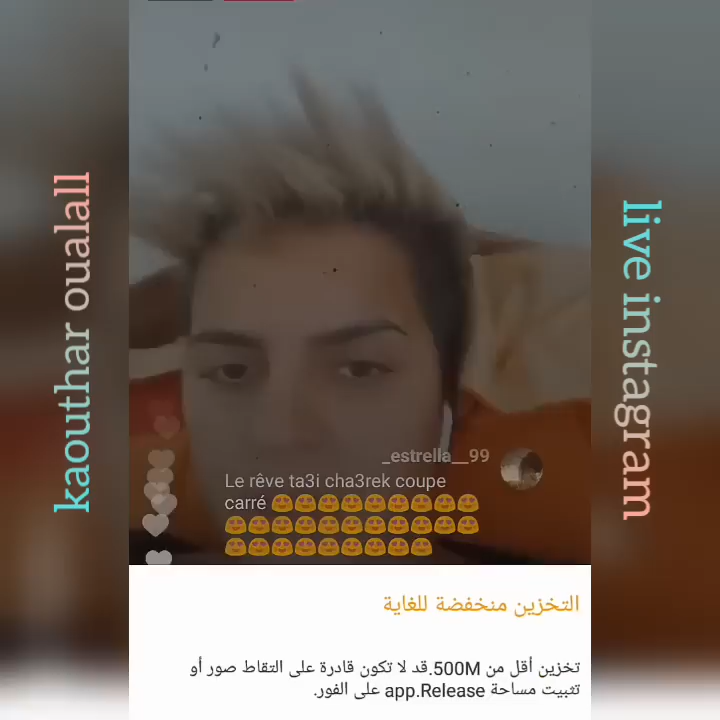 kaouthar oualall
live instagram
_estrella__99
Le rêve ta3i cha3rek coupe
carré 😍😍😍😍😍😍😍😍😍
😍😍😍😍😍😍😍😍😍😍😍
😍😍😍😍😍😍😍😍😍
التخزين منخفضة للغاية
تخزين أقل من 500M.قد لا تكون قادرة على التقاط صور أو
تثبيت مساحة app.Release على الفور.